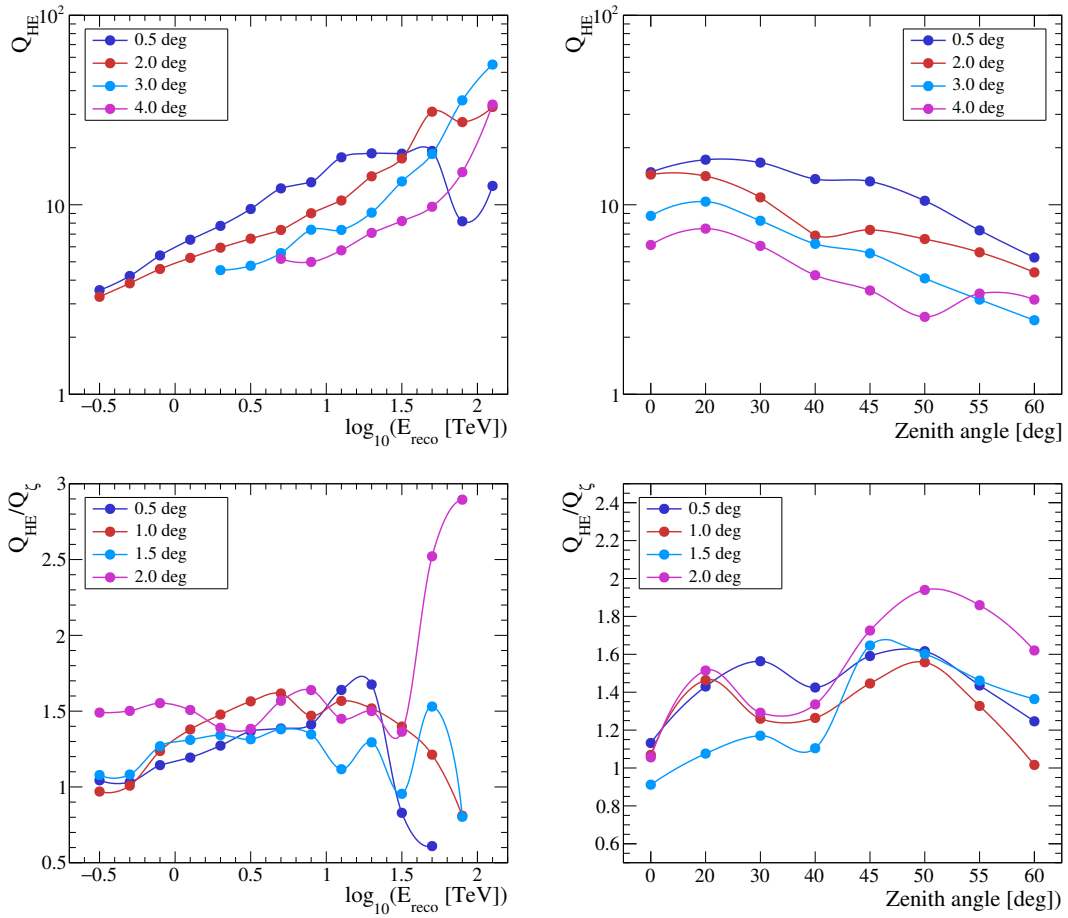 Q_HE
10²
10
1
0.5 deg
2.0 deg
3.0 deg
4.0 deg
−0.5 0 0.5 1 1.5 2
log₁₀(E_reco [TeV])
Q_HE
10²
10
1
0.5 deg
2.0 deg
3.0 deg
4.0 deg
0 20 30 40 45 50 55 60
Zenith angle [deg]
Q_HE/Q_ζ
3
2.5
2
1.5
1
0.5
0.5 deg
1.0 deg
1.5 deg
2.0 deg
−0.5 0 0.5 1 1.5 2
log₁₀(E_reco [TeV])
Q_HE/Q_ζ
2.4
2.2
2
1.8
1.6
1.4
1.2
1
0.8
0.6
0.5 deg
1.0 deg
1.5 deg
2.0 deg
0 20 30 40 45 50 55 60
Zenith angle [deg])